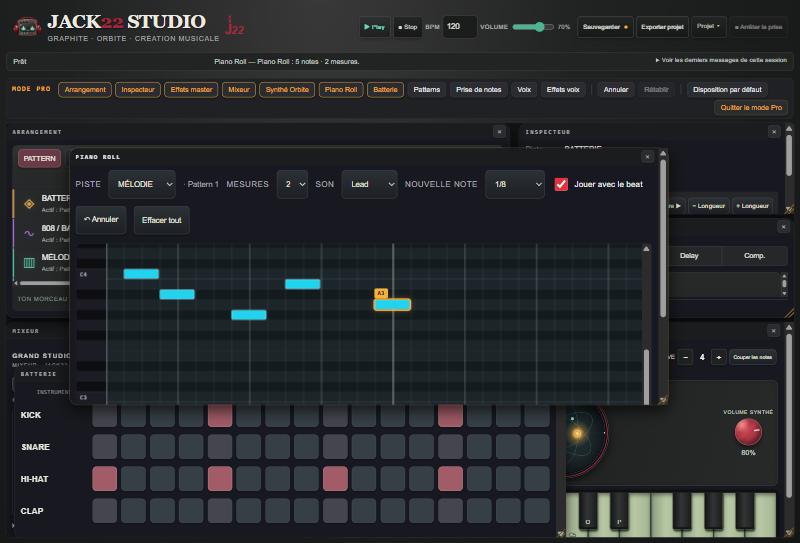 JACK22 STUDIO
GRAPHITE · ORBITE · CRÉATION MUSICALE
J22
▶ Play
■ Stop
BPM
120
VOLUME
70%
Sauvegarder
Exporter projet
Projet
Arrêter la prise
Prêt
Piano Roll — Piano Roll : 5 notes · 2 mesures.
▶ Voir les derniers messages de cette session
MODE PRO
Arrangement
Inspecteur
Effets master
Mixeur
Synthé Orbite
Piano Roll
Batterie
Patterns
Prise de notes
Voix
Effets voix
Annuler
Rétablir
Disposition par défaut
Quitter le mode Pro
ARRANGEMENT
×
INSPECTEUR
×
PATTERN
PIANO ROLL
×
PISTE
MÉLODIE
· Pattern 1
MESURES
2
SON
Lead
NOUVELLE NOTE
1/8
Jouer avec le beat
↶ Annuler
Effacer tout
− Longueur
+ Longueur
×
Delay
Comp.
808 / BA
MÉLOD
TON MORCEAU
C4
A3
C3
MIXEUR
×
GRAND STUDIO
BATTERIE
INSTRUMEN
−
4
+
Couper les notes
KICK
SNARE
HI-HAT
CLAP
VOLUME SYNTHÉ
80%
O
P